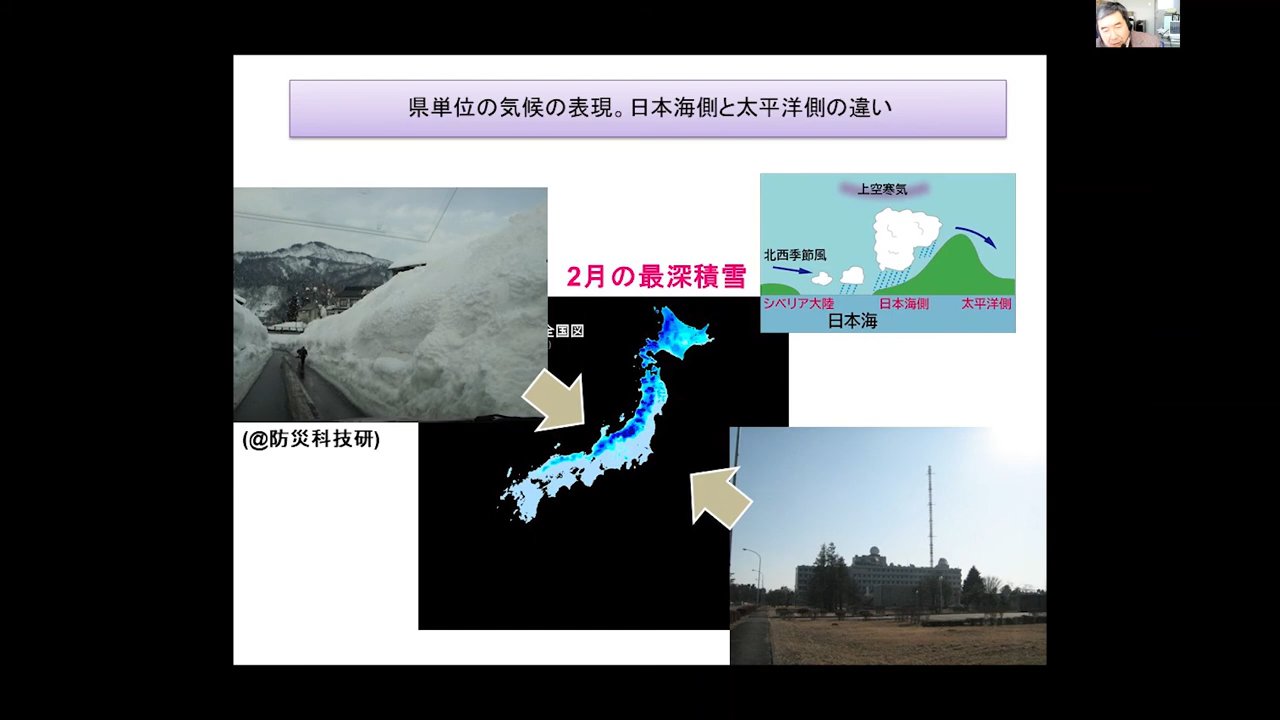 県単位の気候の表現。日本海側と太平洋側の違い
上空寒気
北西季節風
シベリア大陸
日本海側
太平洋側
日本海
2月の最深積雪
全国図
(@防災科技研)